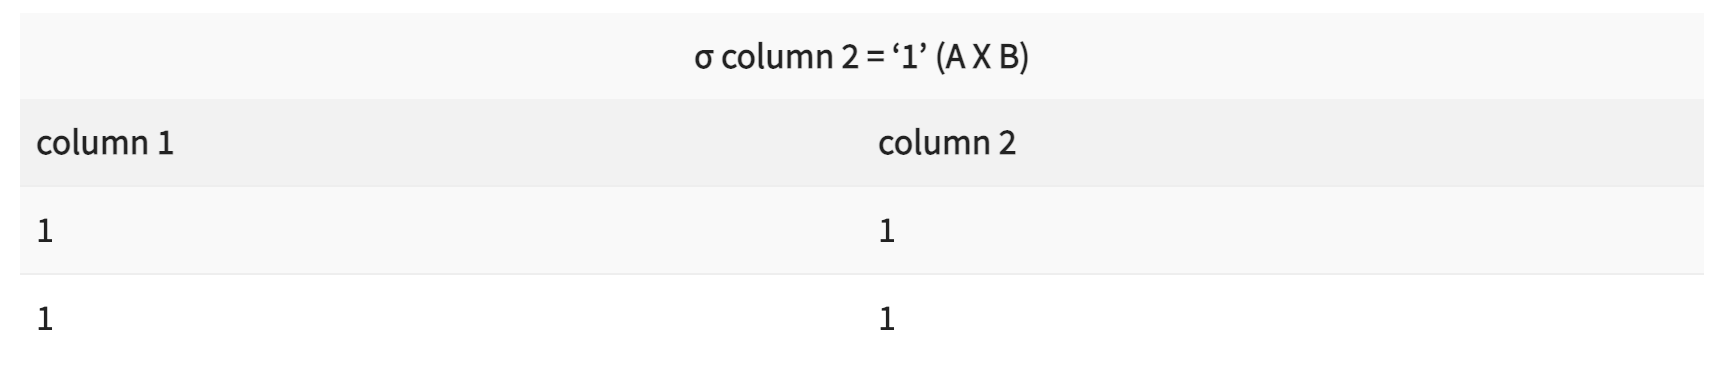 σ column 2 = ‘1’ (A X B)
column 1 column 2
1 1
1 1